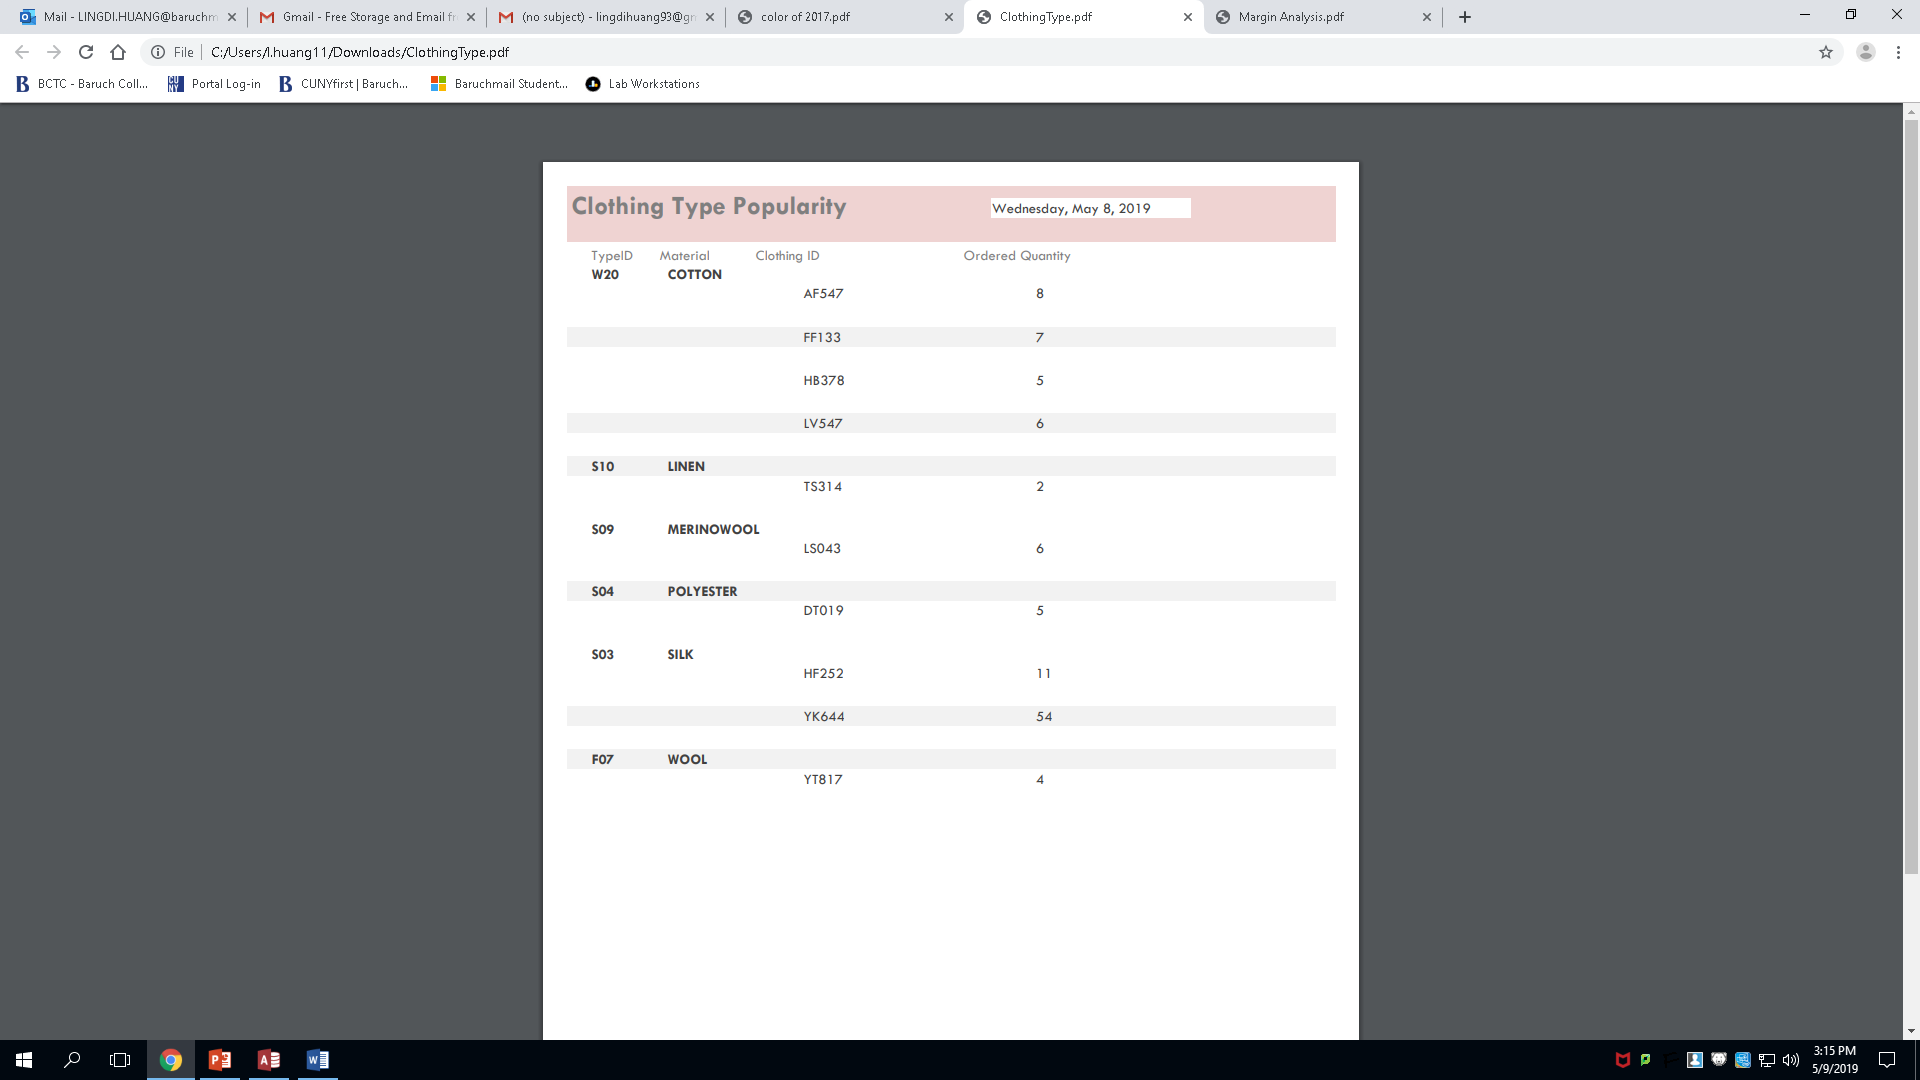 Mail - LINGDI.HUANG@baruchm
Gmail - Free Storage and Email fr
(no subject) - lingdihuang93@gn
color of 2017.pdf
ClothingType.pdf
Margin Analysis.pdf
File
C:/Users/l.huang11/Downloads/ClothingType.pdf
B BCTC - Baruch Coll...
CU NY Portal Log-in
B CUNYfirst | Baruch...
Baruchmail Student...
Lab Workstations
Clothing Type Popularity
Wednesday, May 8, 2019
TypeID Material Clothing ID Ordered Quantity
W20 COTTON
AF547 8
FF133 7
HB378 5
LV547 6
S10 LINEN
TS314 2
S09 MERINOWOOL
LS043 6
S04 POLYESTER
DT019 5
S03 SILK
HF252 11
YK644 54
F07 WOOL
YT817 4
3:15 PM
5/9/2019